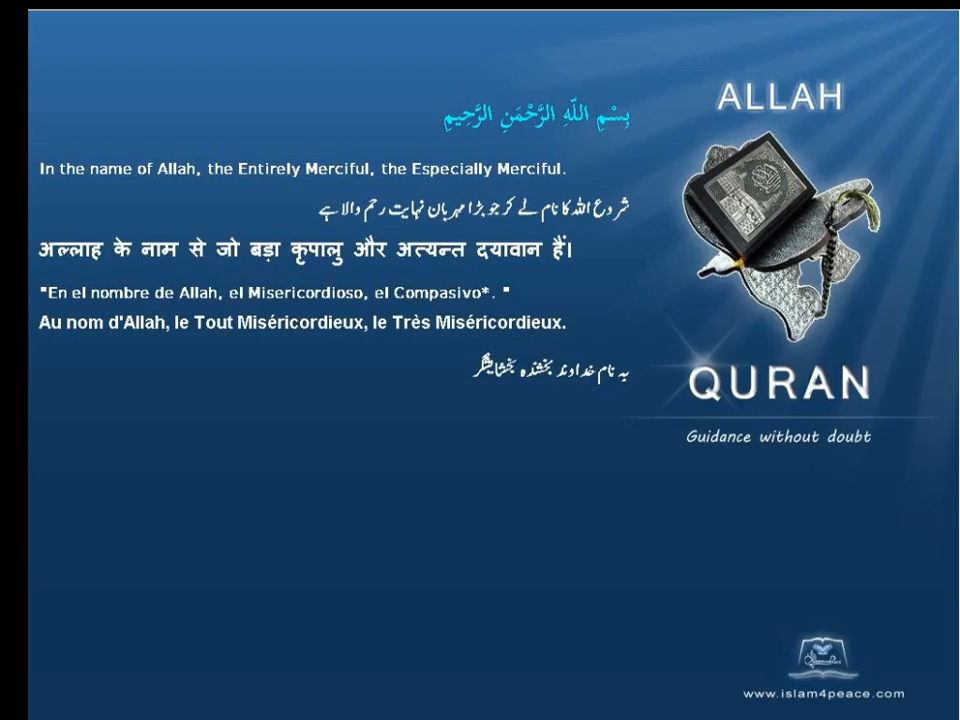 بِسْمِ اللَّهِ الرَّحْمَنِ الرَّحِيمِ
In the name of Allah, the Entirely Merciful, the Especially Merciful.
شروع الله کا نام لے کر جو بڑا مہربان نہایت رحم والا ہے
अल्लाह के नाम से जो बड़ा कृपालु और अत्यन्त दयावान हैं।
"En el nombre de Allah, el Misericordioso, el Compasivo*. "
Au nom d'Allah, le Tout Miséricordieux, le Très Miséricordieux.
به نام خداوند بخشنده بخشایشگر
ALLAH
QURAN
Guidance without doubt
www.islam4peace.com